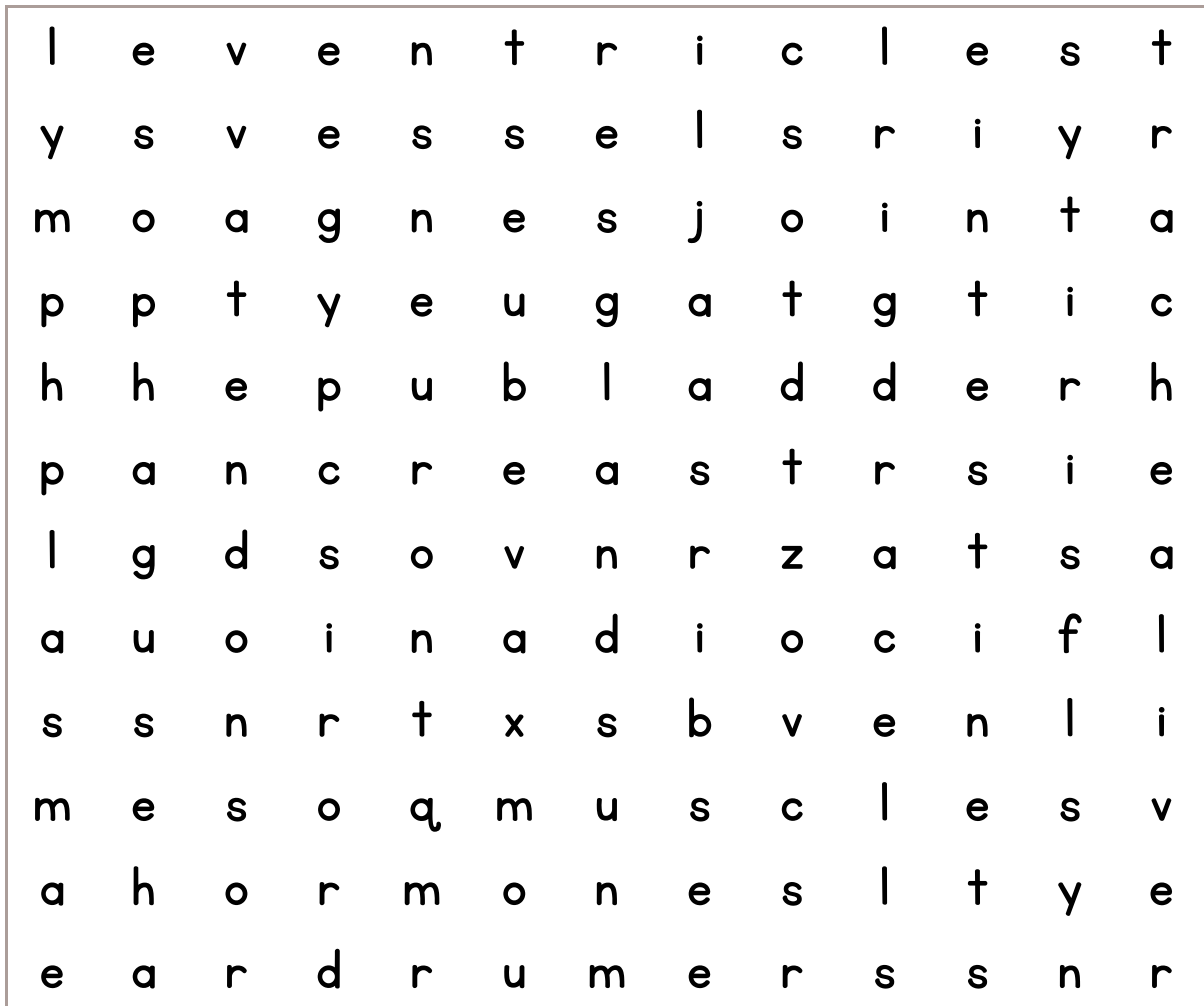 l e v e n t r i c l e s t
y s v e s s e l s r i y r
m o a g n e s j o i n t a
p p t y e u g a t g t i c
h h e p u b l a d d e r h
p a n c r e a s t r s i e
l g d s o v n r z a t s a
a u o i n a d i o c i f l
s s n r t x s b v e n l i
m e s o q m u s c l e s v
a h o r m o n e s l t y e
e a r d r u m e r s s n r